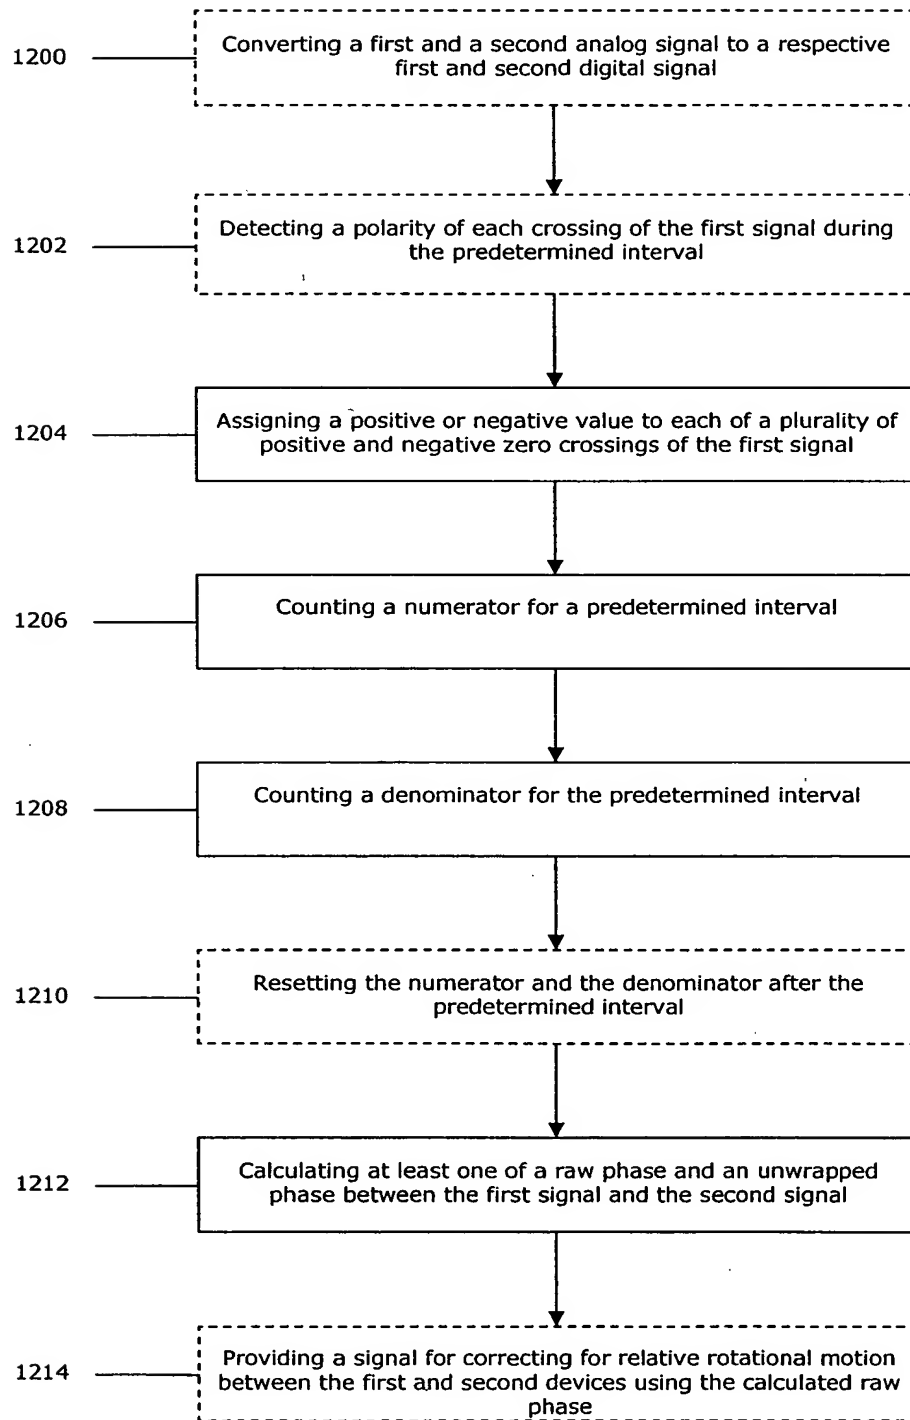 1200
Converting a first and a second analog signal to a respective
first and second digital signal
1202
Detecting a polarity of each crossing of the first signal during
the predetermined interval
1204
Assigning a positive or negative value to each of a plurality of
positive and negative zero crossings of the first signal
1206
Counting a numerator for a predetermined interval
1208
Counting a denominator for the predetermined interval
1210
Resetting the numerator and the denominator after the
predetermined interval
1212
Calculating at least one of a raw phase and an unwrapped
phase between the first signal and the second signal
1214
Providing a signal for correcting for relative rotational motion
between the first and second devices using the calculated raw
phase